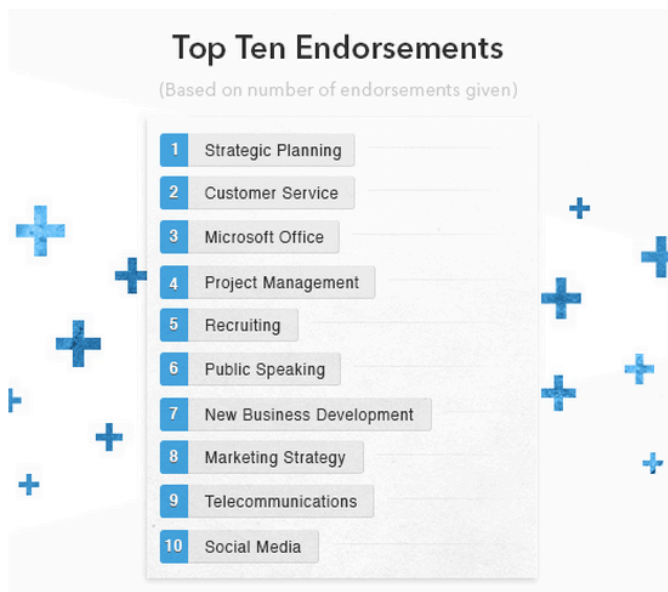 Top Ten Endorsements
(Based on number of endorsements given)
1 Strategic Planning
2 Customer Service
3 Microsoft Office
4 Project Management
5 Recruiting
6 Public Speaking
7 New Business Development
8 Marketing Strategy
9 Telecommunications
10 Social Media